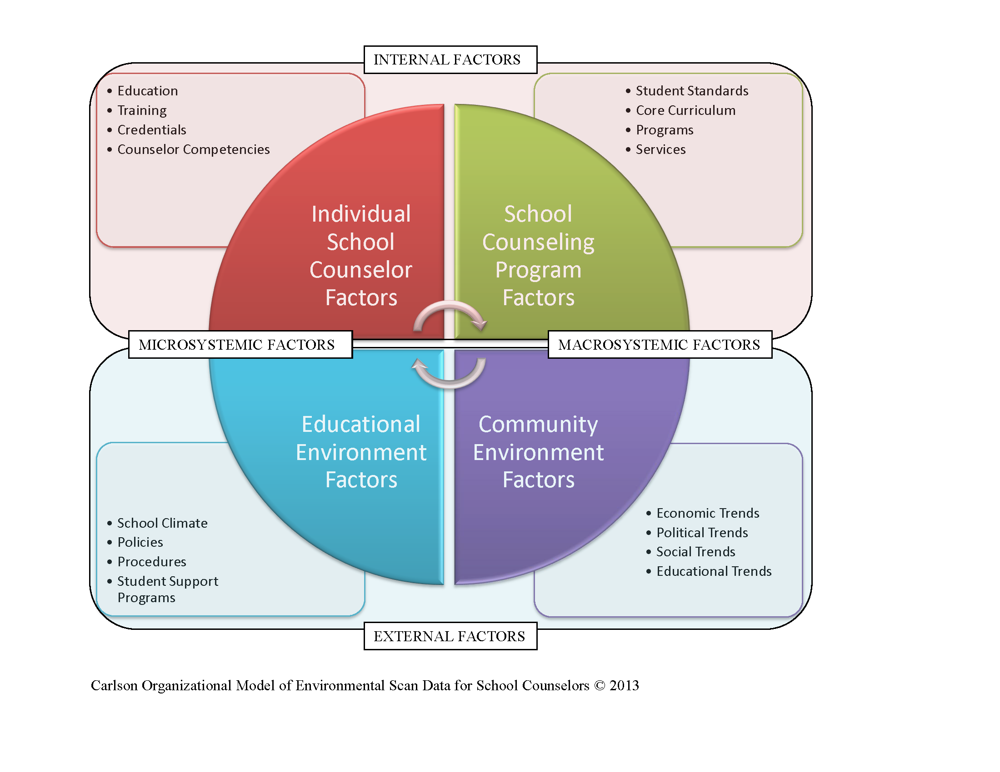 INTERNAL FACTORS
• Education
• Training
• Credentials
• Counselor Competencies
• Student Standards
• Core Curriculum
• Programs
• Services
Individual
School
Counselor
Factors
School
Counseling
Program
Factors
MICROSYSTEMIC FACTORS
MACROSYSTEMIC FACTORS
Educational
Environment
Factors
Community
Environment
Factors
• School Climate
• Policies
• Procedures
• Student Support
Programs
• Economic Trends
• Political Trends
• Social Trends
• Educational Trends
EXTERNAL FACTORS
Carlson Organizational Model of Environmental Scan Data for School Counselors © 2013